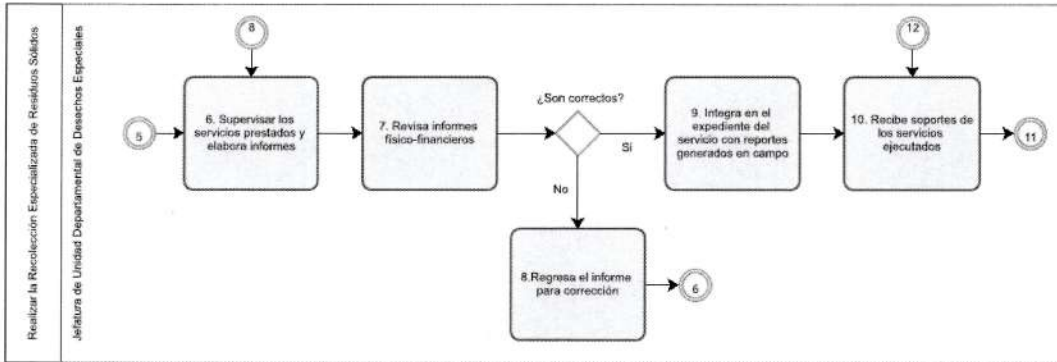 Realizar la Recolección Especializada de Residuos Sólidos
Jefatura de Unidad Departamental de Desechos Especiales
8
12
5
6. Supervisar los
servicios prestados y
elabora informes
7. Revisa informes
físico-financieros
¿Son correctos?
Sí
No
9. Integra en el
expediente del
servicio con reportes
generados en campo
10. Recibe soportes de
los servicios
ejecutados
11
8.Regresa el informe
para corrección
6